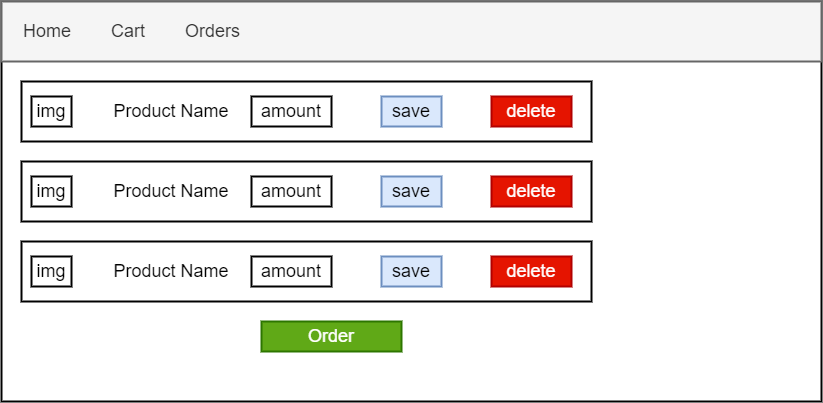 Home Cart Orders
img Product Name amount save delete
img Product Name amount save delete
img Product Name amount save delete
Order